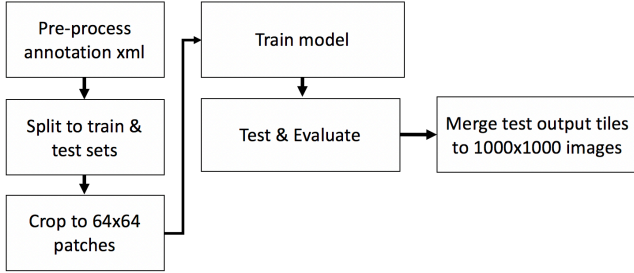 Pre-process
annotation xml
Split to train &
test sets
Crop to 64x64
patches
Train model
Test & Evaluate
Merge test output tiles
to 1000x1000 images